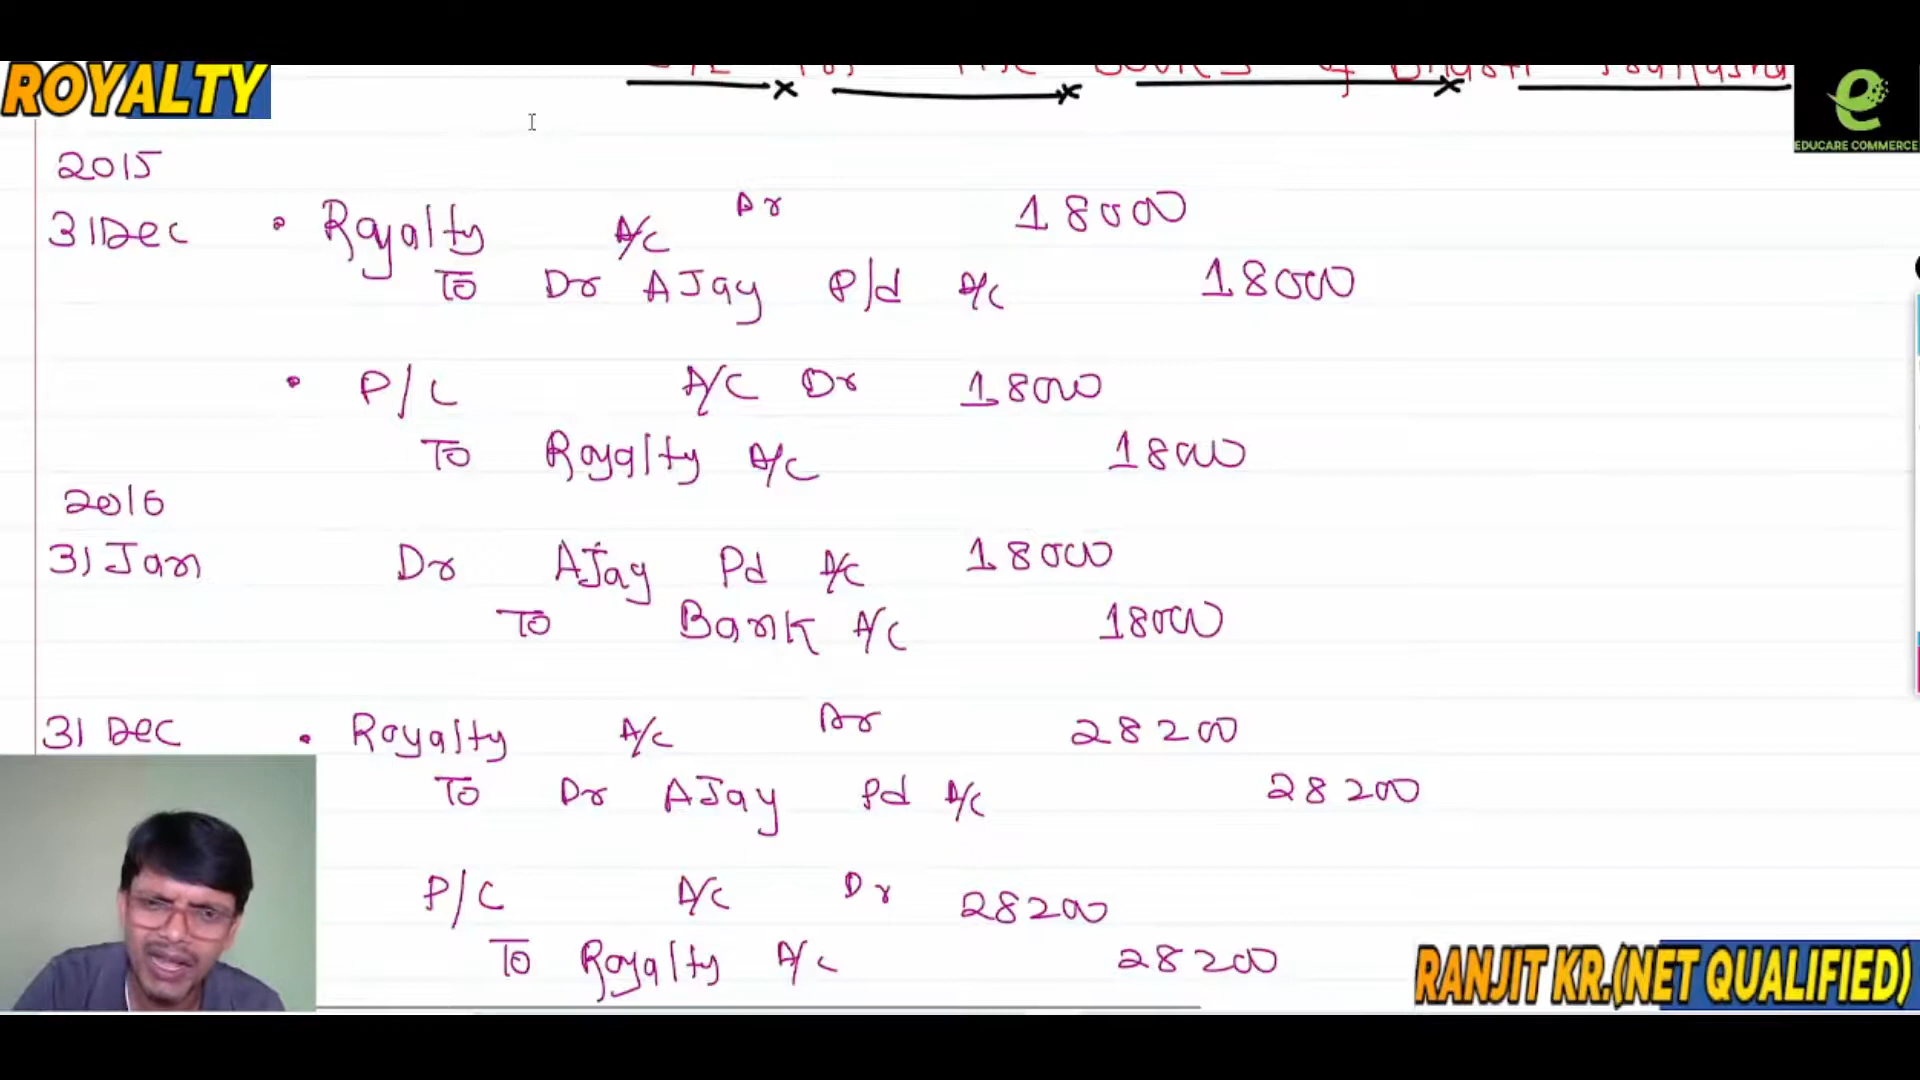 ROYALTY
EDUCARE COMMERCE
2015
31Dec • Royalty A/C Dr 18000
To Dr AJay P/d A/C 18000
• P/L A/C Dr 18000
To Royalty A/C 18000
2016
31 Jan Dr AJay Pd A/C 18000
To Bank A/C 18000
31 Dec • Royalty A/C Dr 28200
To Dr AJay Pd A/C 28200
P/L A/C Dr 28200
To Royalty A/C 28200
RANJIT KR.(NET QUALIFIED)